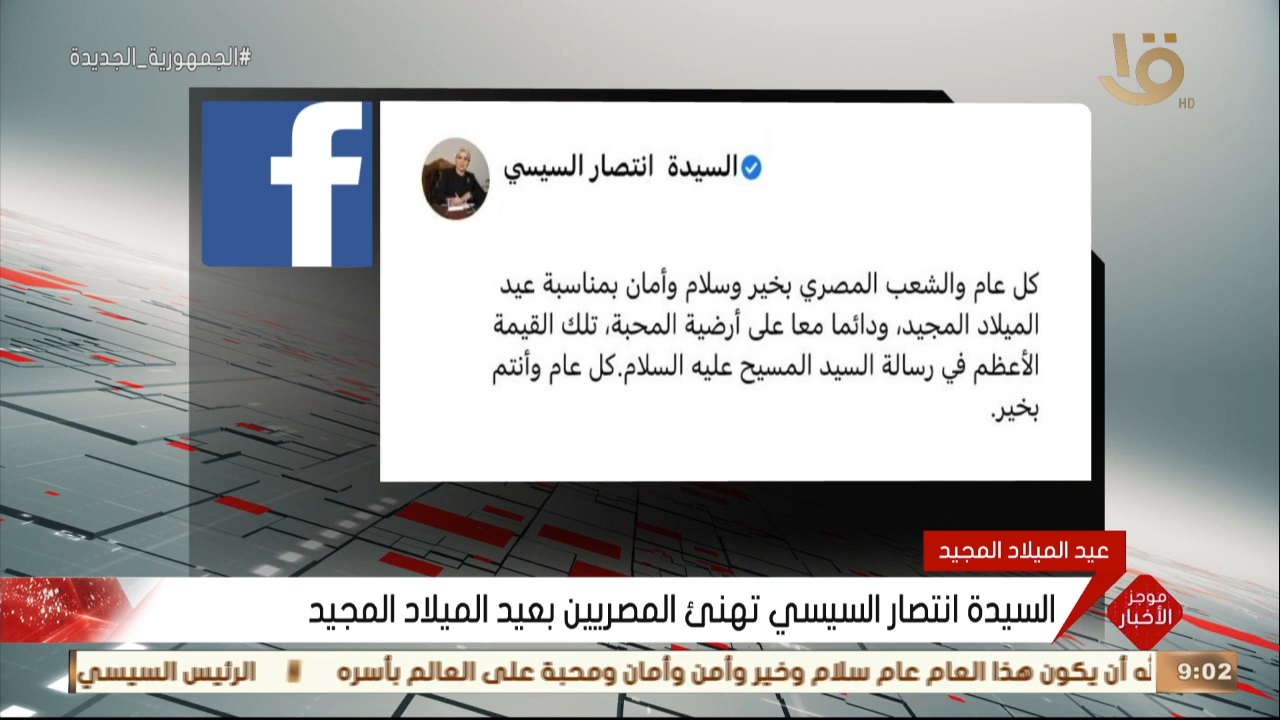 #الجمهورية_الجديدة
HD
السيدة انتصار السيسي
كل عام والشعب المصري بخير وسلام وأمان بمناسبة عيد
الميلاد المجيد، ودائما معا على أرضية المحبة، تلك القيمة
الأعظم في رسالة السيد المسيح عليه السلام.كل عام وأنتم
بخير.
عيد الميلاد المجيد
موجز
الأخبار
السيدة انتصار السيسي تهنئ المصريين بعيد الميلاد المجيد
9:02 أن يكون هذا العام عام سلام وخير وأمن وأمان ومحبة على العالم بأسره الرئيس السيسي